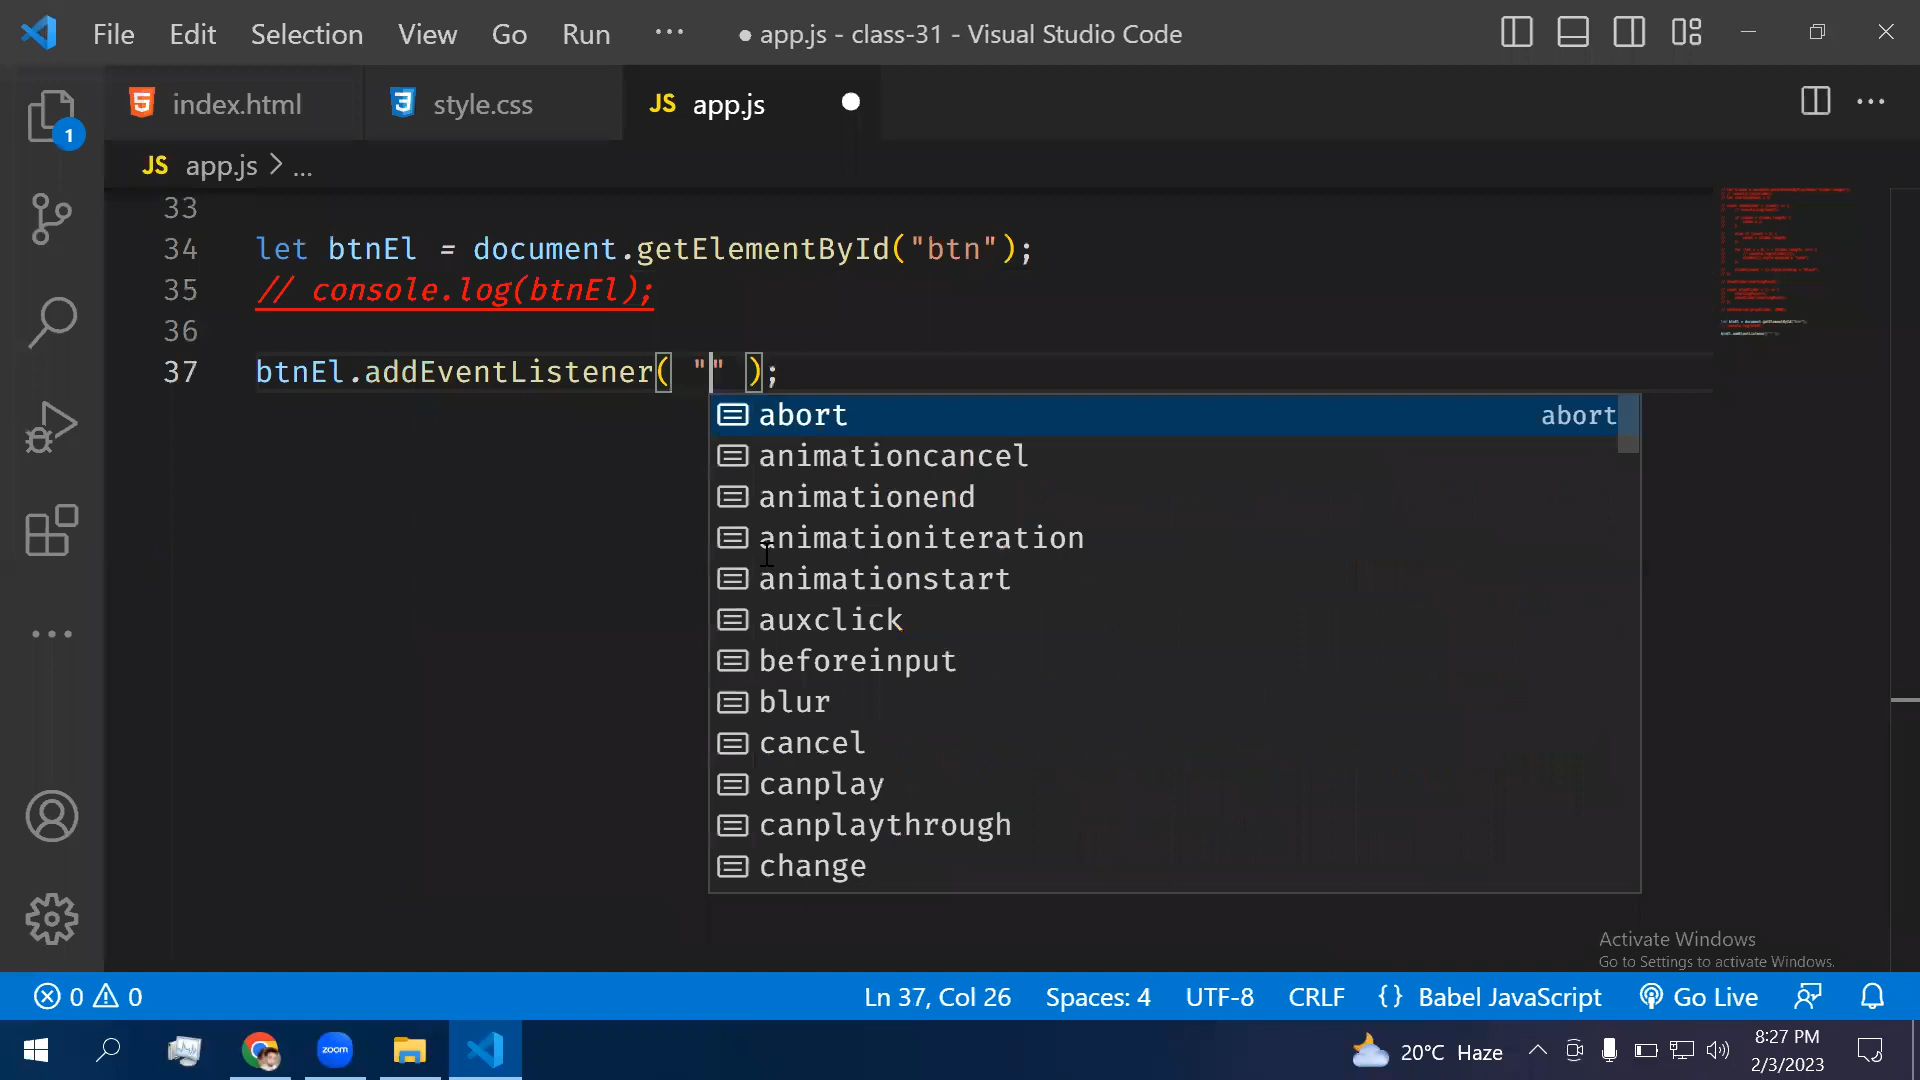 File Edit Selection View Go Run ··· ● app.js - class-31 - Visual Studio Code
index.html style.css JS app.js
1
JS app.js > ...
33
34 let btnEl = document.getElementById("btn");
35 // console.log(btnEl);
36
37 btnEl.addEventListener( "" );
abort abort
animationcancel
animationend
animationiteration
animationstart
auxclick
beforeinput
blur
cancel
canplay
canplaythrough
change
Activate Windows
Go to Settings to activate Windows.
0 0 Ln 37, Col 26 Spaces: 4 UTF-8 CRLF {} Babel JavaScript Go Live
zoom 20°C Haze 8:27 PM
2/3/2023